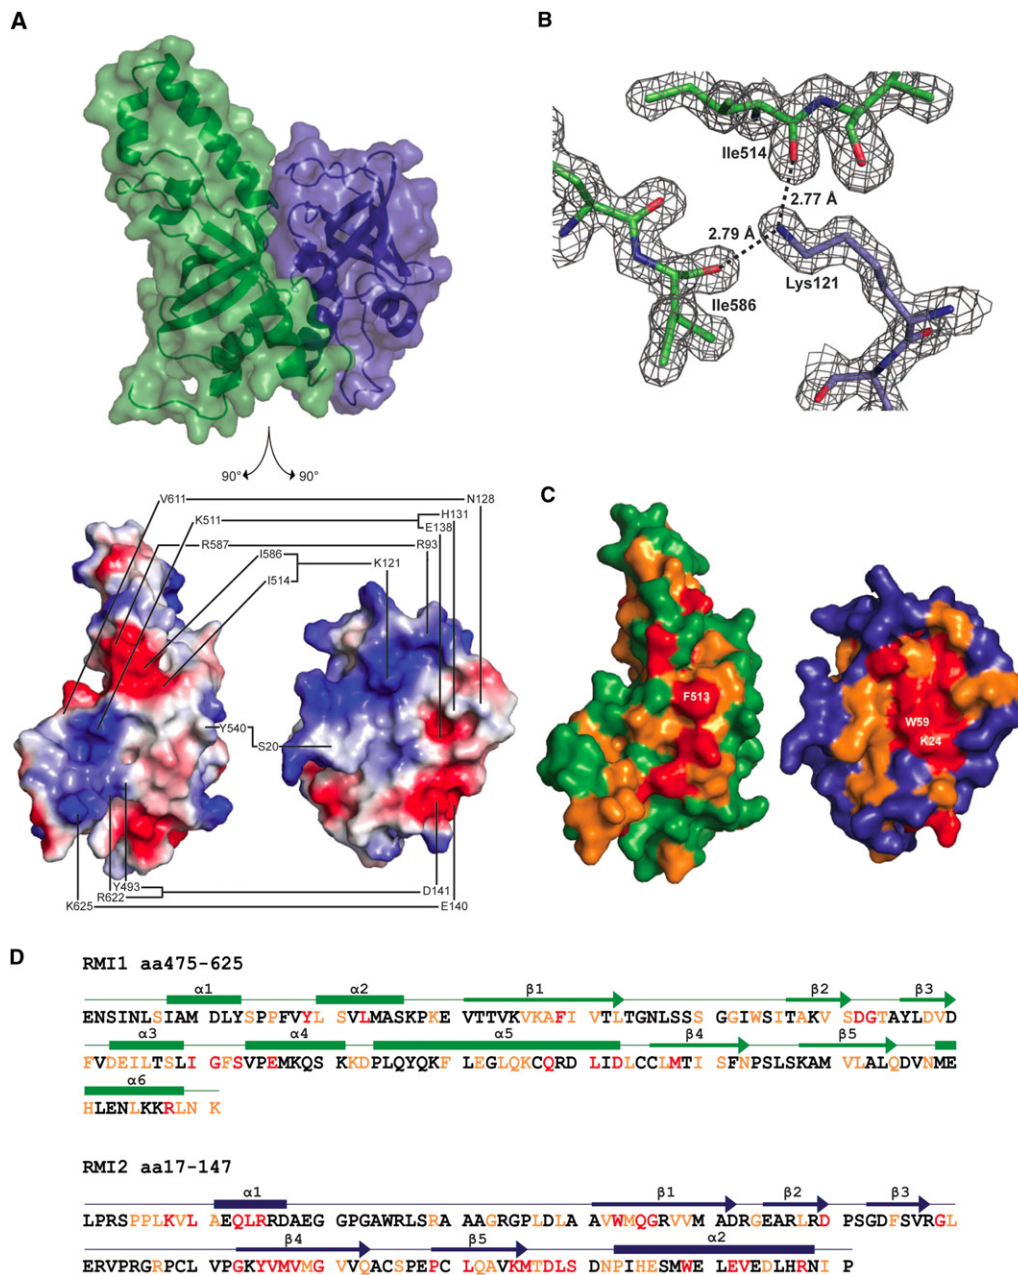 A
B
Ile514
2.77 Å
2.79 Å
Lys121
Ile586
90° 90°
C
V611 N128
K511 H131
E138
R587 R93
I586
K121
I514
Y540
S20
F513
W59
K24
Y493 D141
R622
K625 E140
D
RMI1 aa475-625
α1 α2 β1 β2 β3
ENSINLSIAM DLYSPPFVYL SVLMASKPKE VTTVKVKAFI VTLTGNLSSS GGIWSITAKV SDGTAYLDVD
α3 α4 α5 β4 β5
FVDEILTSLI GFSVPEMKQS KKDPLQYQKF LEGLQKCQRD LIDLCCLMTI SFNPSLSKAM VLALQDVNME
α6
HLENLKKRLN K
RMI2 aa17-147
α1 β1 β2 β3
LPRSPPLKVL AEQLRRDAEG GPGAWRLSRA AAGRGPLDLA AVWMQGRVVM ADRGEARLRD PSGDFSVRGL
β4 β5 α2
ERVPRGRPCL VPGKYVMVMG VVQACSPEPC LQAVKMTDLS DNPIHESMWE LEVEDLHRNI P